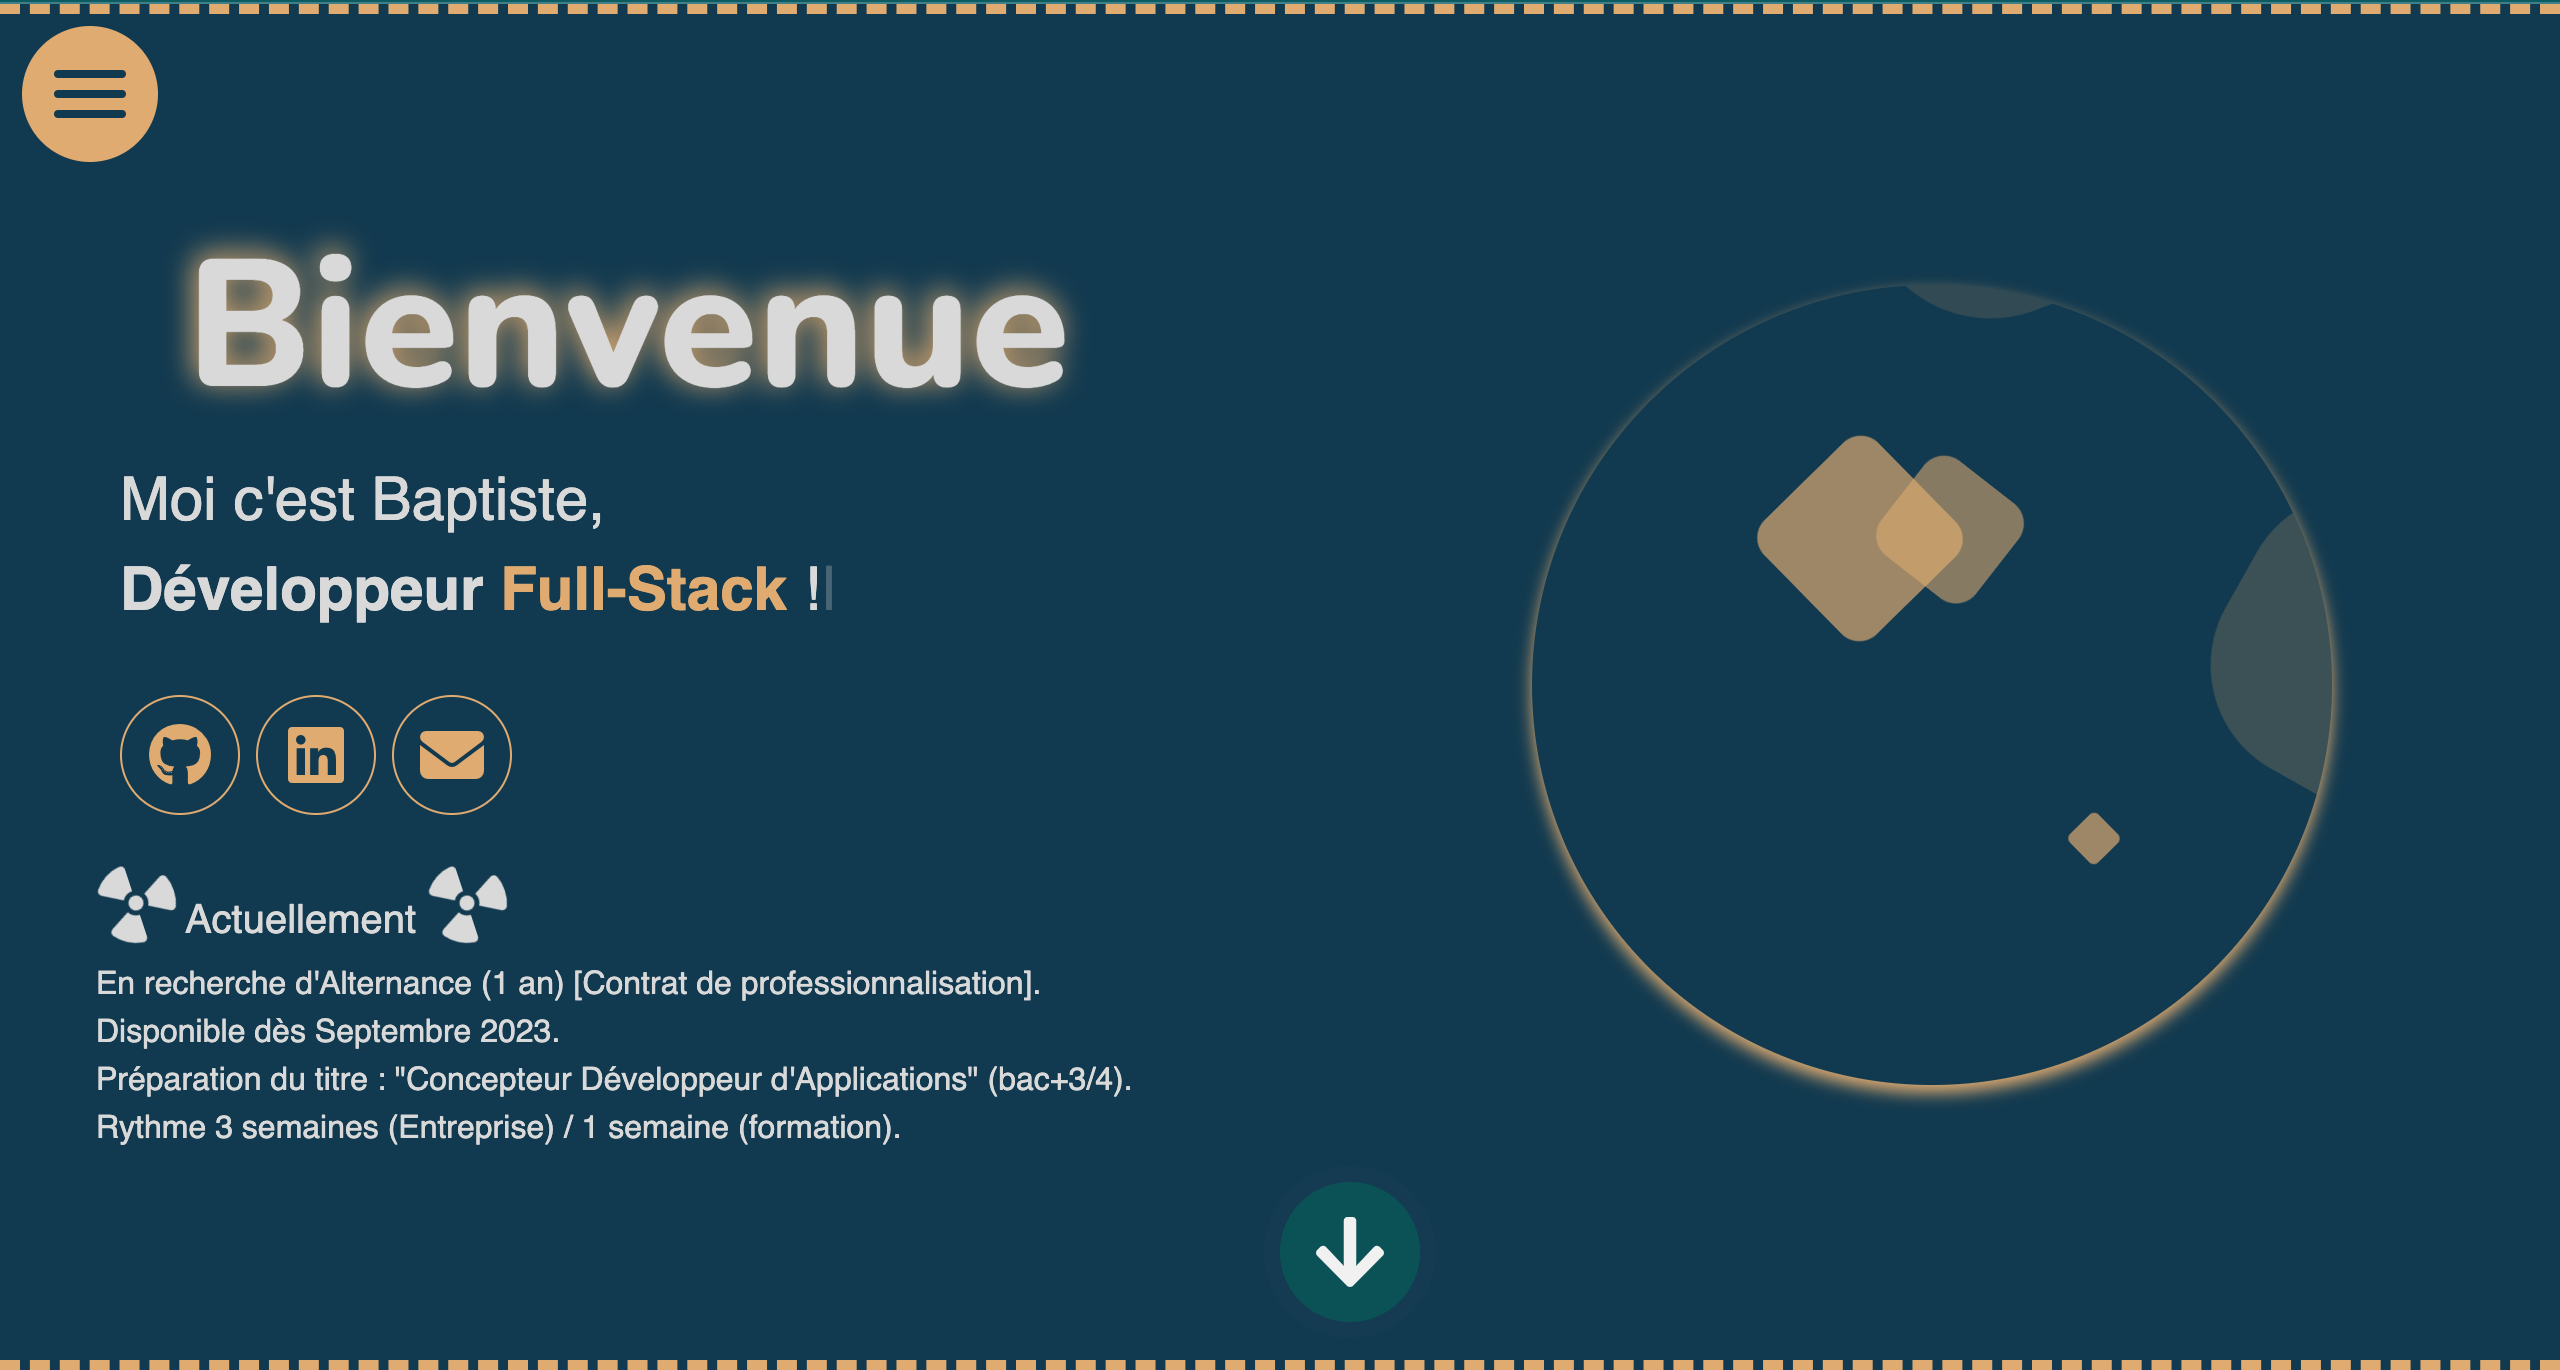 Bienvenue
Moi c'est Baptiste,
Développeur Full-Stack !
in
Actuellement
En recherche d'Alternance (1 an) [Contrat de professionnalisation].
Disponible dès Septembre 2023.
Préparation du titre : "Concepteur Développeur d'Applications" (bac+3/4).
Rythme 3 semaines (Entreprise) / 1 semaine (formation).